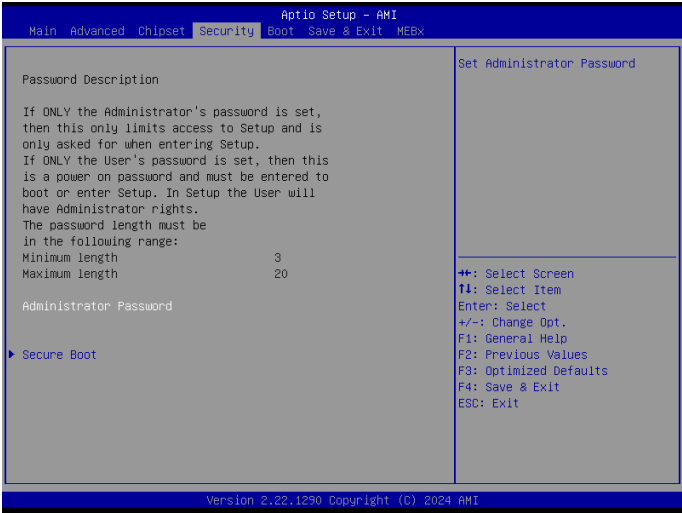 Aptio Setup – AMI
Main Advanced Chipset Security Boot Save & Exit MEBx
Password Description
If ONLY the Administrator's password is set,
then this only limits access to Setup and is
only asked for when entering Setup.
If ONLY the User's password is set, then this
is a power on password and must be entered to
boot or enter Setup. In Setup the User will
have Administrator rights.
The password length must be
in the following range:
Minimum length 3
Maximum length 20
Administrator Password
Secure Boot
Set Administrator Password
→←: Select Screen
↑↓: Select Item
Enter: Select
+/-: Change Opt.
F1: General Help
F2: Previous Values
F3: Optimized Defaults
F4: Save & Exit
ESC: Exit
Version 2.22.1290 Copyright (C) 2024 AMI